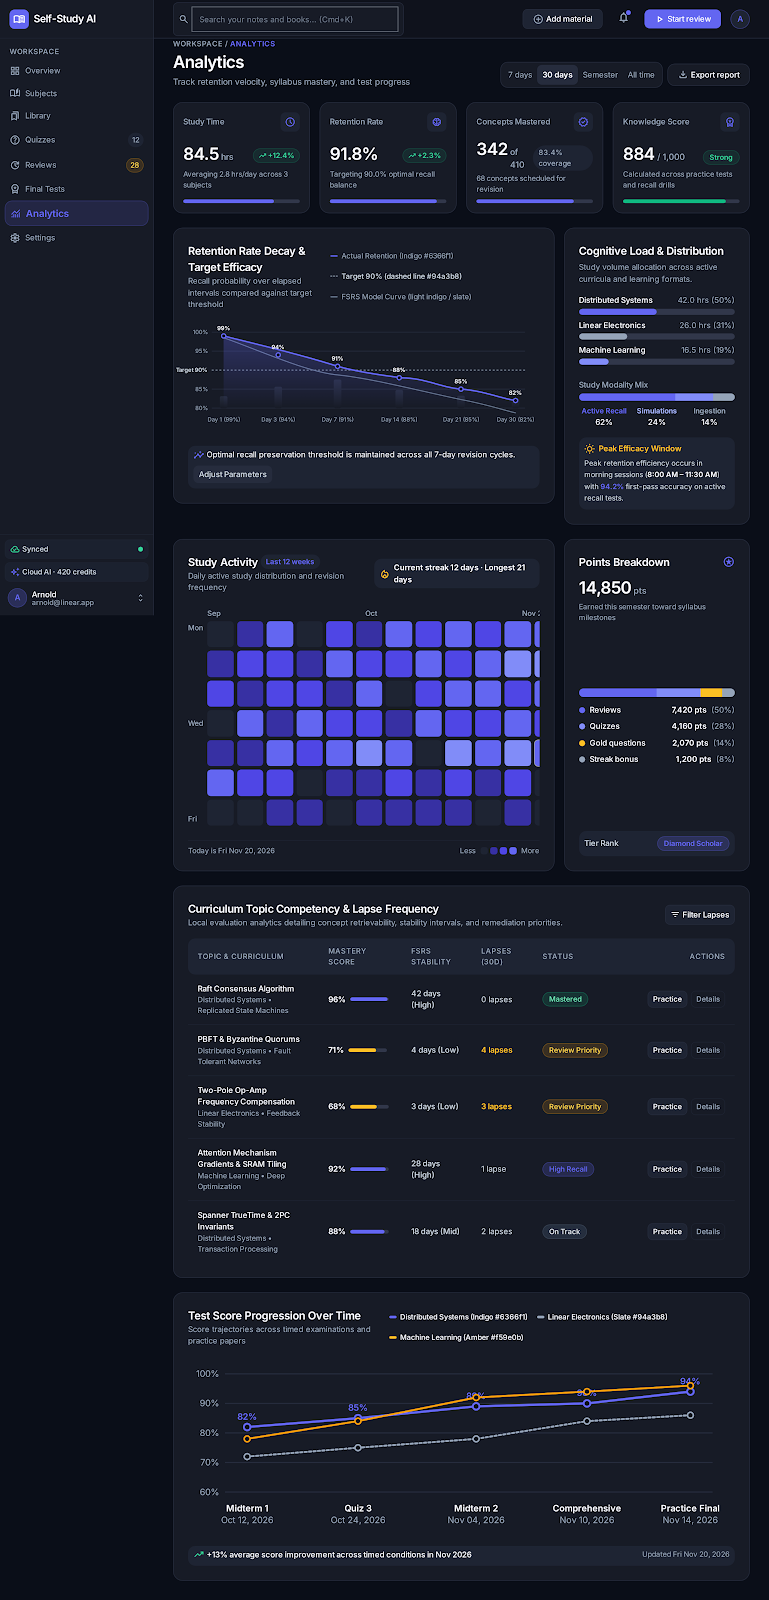 Self-Study AI
Search your notes and books... (Cmd+K)
Add material
Start review
A
WORKSPACE
Overview
Subjects
Library
Quizzes 12
Reviews 28
Final Tests
Analytics
Settings
Synced
Cloud AI · 420 credits
A
Arnold
arnold@linear.app
WORKSPACE / ANALYTICS
Analytics
Track retention velocity, syllabus mastery, and test progress
7 days 30 days Semester All time
Export report
Study Time
84.5 hrs
+12.4%
Averaging 2.8 hrs/day across 3
subjects
Retention Rate
91.8%
+2.3%
Targeting 90.0% optimal recall
balance
Concepts Mastered
342 of
410
83.4%
coverage
68 concepts scheduled for
revision
Knowledge Score
884 / 1,000
Strong
Calculated across practice tests
and recall drills
Retention Rate Decay &
Target Efficacy
Recall probability over elapsed
intervals compared against target
threshold
Actual Retention (Indigo #6366f1)
Target 90% (dashed line #94a3b8)
FSRS Model Curve (light indigo / slate)
100%
95%
Target 90%
85%
80%
99%
94%
91%
88%
85%
82%
Day 1 (99%)
Day 3 (94%)
Day 7 (91%)
Day 14 (88%)
Day 21 (85%)
Day 30 (82%)
Optimal recall preservation threshold is maintained across all 7-day revision cycles.
Adjust Parameters
Cognitive Load & Distribution
Study volume allocation across active
curricula and learning formats.
Distributed Systems 42.0 hrs (50%)
Linear Electronics 26.0 hrs (31%)
Machine Learning 16.5 hrs (19%)
Study Modality Mix
Active Recall Simulations Ingestion
62% 24% 14%
Peak Efficacy Window
Peak retention efficiency occurs in
morning sessions (8:00 AM – 11:30 AM)
with 94.2% first-pass accuracy on active
recall tests.
Study Activity Last 12 weeks
Daily active study distribution and revision
frequency
Current streak 12 days · Longest 21
days
Sep Oct Nov
Mon
Wed
Fri
Today is Fri Nov 20, 2026
Less More
Points Breakdown
14,850 pts
Earned this semester toward syllabus
milestones
Reviews 7,420 pts (50%)
Quizzes 4,160 pts (28%)
Gold questions 2,070 pts (14%)
Streak bonus 1,200 pts (8%)
Tier Rank Diamond Scholar
Curriculum Topic Competency & Lapse Frequency
Local evaluation analytics detailing concept retrievability, stability intervals, and remediation priorities.
Filter Lapses
TOPIC & CURRICULUM
MASTERY
SCORE
FSRS
STABILITY
LAPSES
(30D)
STATUS
ACTIONS
Raft Consensus Algorithm
Distributed Systems •
Replicated State Machines
96%
42 days
(High)
0 lapses
Mastered
Practice Details
PBFT & Byzantine Quorums
Distributed Systems • Fault
Tolerant Networks
71%
4 days (Low)
4 lapses
Review Priority
Practice Details
Two-Pole Op-Amp
Frequency Compensation
Linear Electronics • Feedback
Stability
68%
3 days (Low)
3 lapses
Review Priority
Practice Details
Attention Mechanism
Gradients & SRAM Tiling
Machine Learning • Deep
Optimization
92%
28 days
(High)
1 lapse
High Recall
Practice Details
Spanner TrueTime & 2PC
Invariants
Distributed Systems •
Transaction Processing
88%
18 days (Mid)
2 lapses
On Track
Practice Details
Test Score Progression Over Time
Score trajectories across timed examinations and
practice papers
Distributed Systems (Indigo #6366f1)
Linear Electronics (Slate #94a3b8)
Machine Learning (Amber #f59e0b)
100%
90%
80%
70%
60%
82%
85%
94%
Midterm 1
Oct 12, 2026
Quiz 3
Oct 24, 2026
Midterm 2
Nov 04, 2026
Comprehensive
Nov 10, 2026
Practice Final
Nov 14, 2026
+13% average score improvement across timed conditions in Nov 2026
Updated Fri Nov 20, 2026